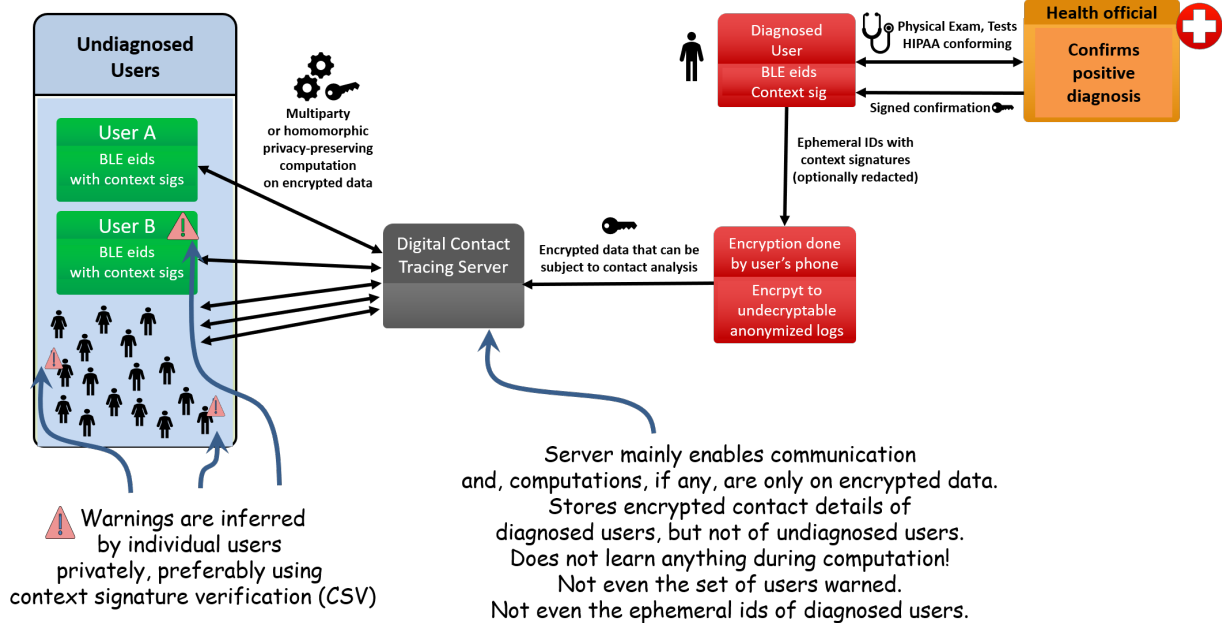 Undiagnosed
Users
User A
BLE eids
with context sigs
User B
BLE eids
with context sigs
Multiparty
or homomorphic
privacy-preserving
computation
on encrypted data
Digital Contact
Tracing Server
Encrypted data that can be
subject to contact analysis
Diagnosed
User
BLE eids
Context sig
Physical Exam, Tests
HIPAA conforming
Signed confirmation
Health official
Confirms
positive
diagnosis
Ephemeral IDs with
context signatures
(optionally redacted)
Encryption done
by user's phone
Encrpyt to
undecryptable
anonymized logs
Warnings are inferred
by individual users
privately, preferably using
context signature verification (CSV)
Server mainly enables communication
and, computations, if any, are only on encrypted data.
Stores encrypted contact details of
diagnosed users, but not of undiagnosed users.
Does not learn anything during computation!
Not even the set of users warned.
Not even the ephemeral ids of diagnosed users.